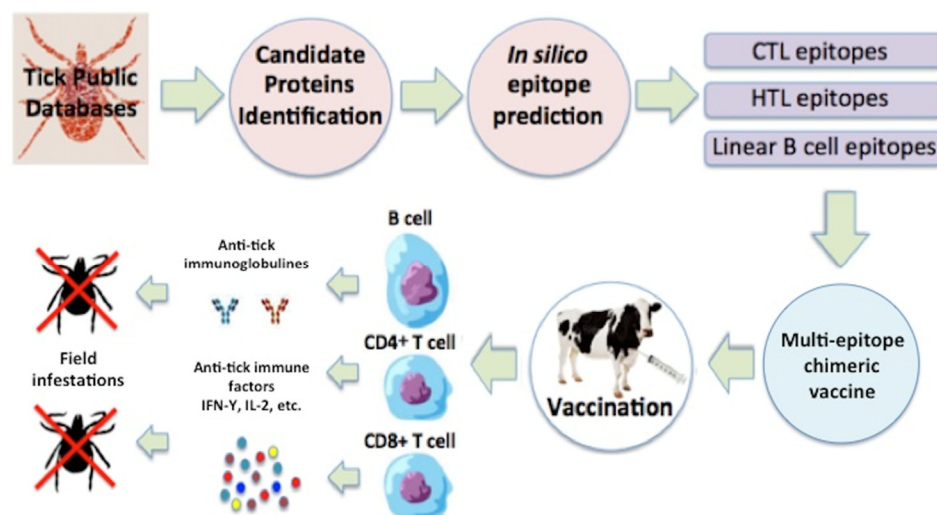 Tick Public
Databases
Candidate
Proteins
Identification
In silico
epitope
prediction
CTL epitopes
HTL epitopes
Linear B cell epitopes
Multi-epitope
chimeric
vaccine
Vaccination
B cell
CD4+ T cell
CD8+ T cell
Anti-tick
immunoglobulines
Anti-tick immune
factors
IFN-Y, IL-2, etc.
Field
infestations